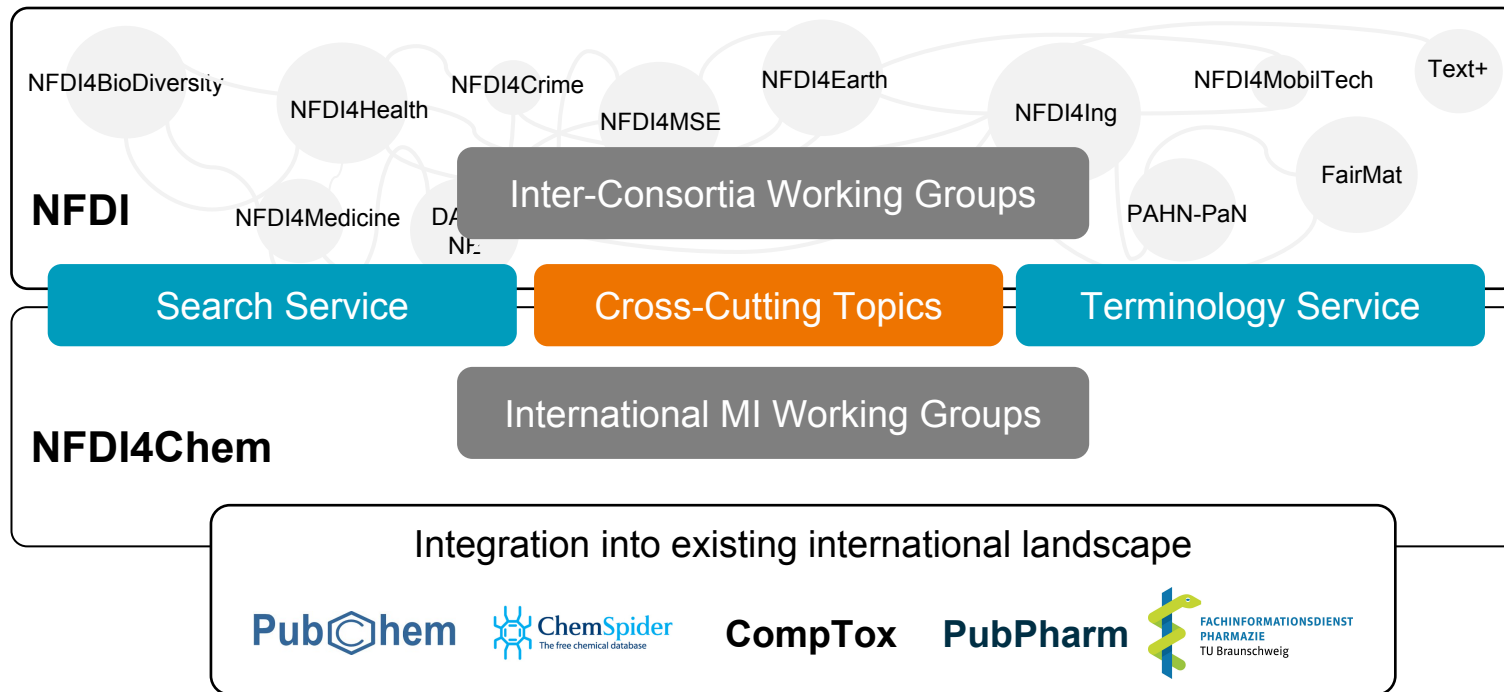 NFDI4BioDiversity
NFDI4Health
NFDI4Crime
NFDI4MSE
NFDI4Earth
NFDI4Ing
NFDI4MobilTech
Text+
NFDI
NFDI4Medicine
Inter-Consortia Working Groups
PAHN-PaN
FairMat
Search Service
Cross-Cutting Topics
Terminology Service
International MI Working Groups
NFDI4Chem
Integration into existing international landscape
PubChem
ChemSpider
The free chemical database
CompTox
PubPharm
FACHINFORMATIONSDIENST
PHARMAZIE
TU Braunschweig